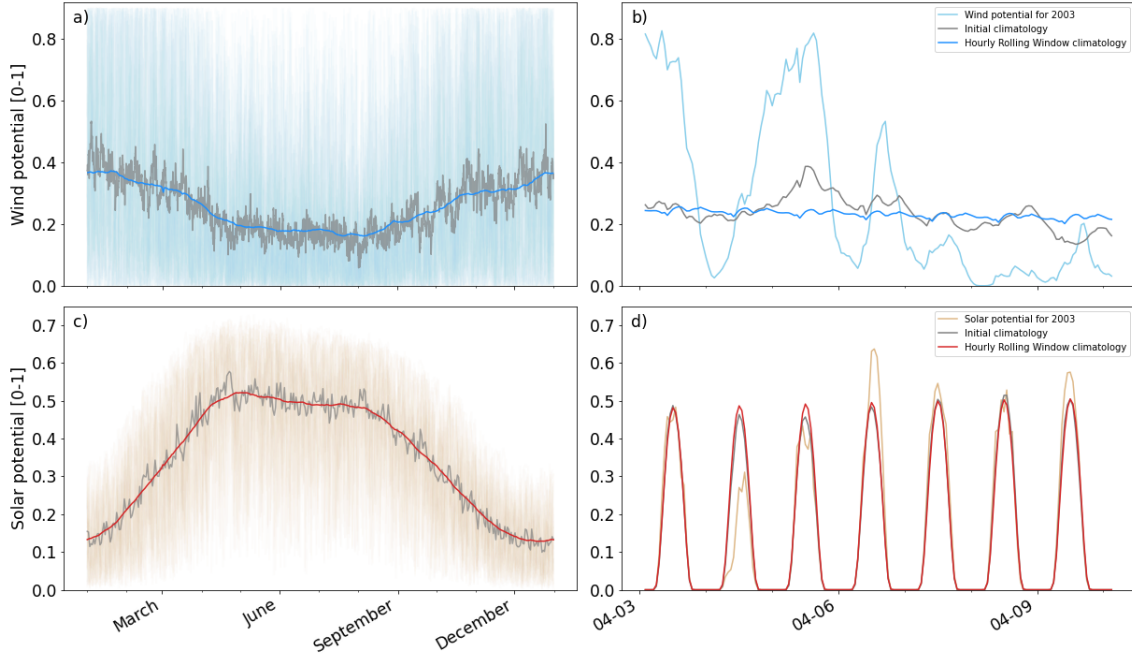 a)
Wind potential [0-1]
0.8
0.6
0.4
0.2
0.0
b)
Wind potential for 2003
Initial climatology
Hourly Rolling Window climatology
0.8
0.6
0.4
0.2
0.0
c)
Solar potential [0-1]
0.7
0.6
0.5
0.4
0.3
0.2
0.1
0.0
March
June
September
December
d)
Solar potential for 2003
Initial climatology
Hourly Rolling Window climatology
0.7
0.6
0.5
0.4
0.3
0.2
0.1
0.0
04-03
04-06
04-09